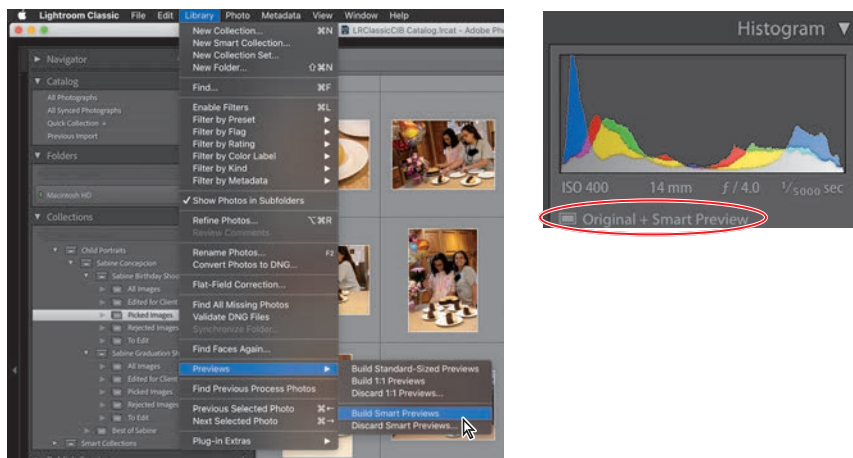 Lightroom Classic File Edit Library Photo Metadata View Window Help
LRClassicCIB Catalog.lrcat - Adobe Pho
New Collection... ⌘N
New Smart Collection...
New Collection Set...
New Folder... ⇧⌘N
Find... ⌘F
Enable Filters ⌘L
Filter by Preset
Filter by Flag
Filter by Rating
Filter by Color Label
Filter by Kind
Filter by Metadata
✓ Show Photos in Subfolders
Refine Photos... ⌥⌘R
Review Comments
Rename Photos... F2
Convert Photos to DNG...
Flat-Field Correction...
Find All Missing Photos
Validate DNG Files
Synchronize Folder...
Find Faces Again...
Previews
Find Previous Process Photos
Previous Selected Photo ⌘←
Next Selected Photo ⌘→
Plug-in Extras
Build Standard-Sized Previews
Build 1:1 Previews
Discard 1:1 Previews...
Build Smart Previews
Discard Smart Previews...
Navigator
Catalog
All Photographs
All Synced Photographs
Quick Collection +
Previous Import
Folders
Macintosh HD
Collections
Child Portraits
Sabine Concepcion
Sabine Birthday Shoo
All Images
Edited for Client
Picked Images
Rejected Images
To Edit
Sabine Graduation Sh
All Images
Edited for Client
Picked Images
Rejected Images
To Edit
Best of Sabine
Smart Collections
Histogram
ISO 400 14 mm ƒ / 4.0 1/5000 sec
Original + Smart Preview